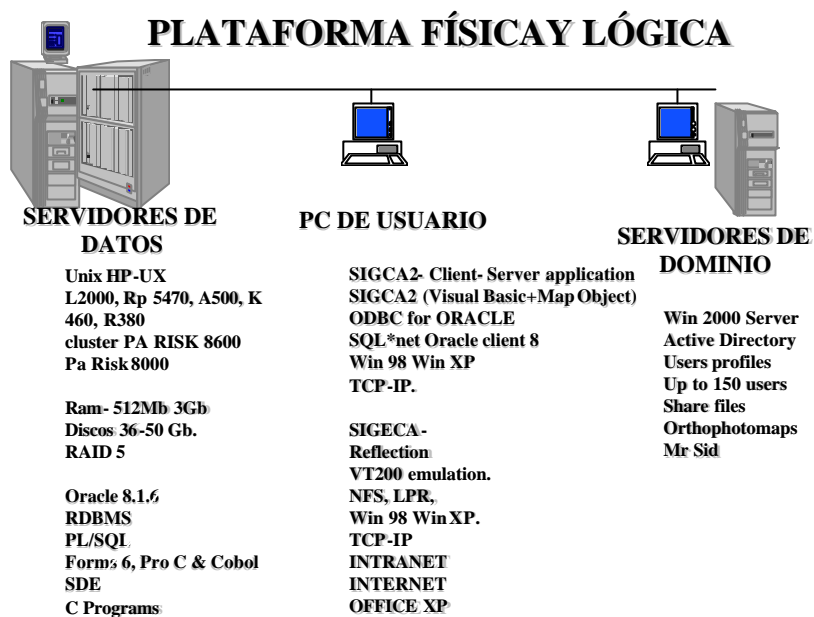 PLATAFORMA FÍSICAY LÓGICA
SERVIDORES DE
DATOS
Unix HP-UX
L2000, Rp 5470, A500, K
460, R380
cluster PA RISK 8600
Pa Risk 8000
Ram- 512Mb 3Gb
Discos 36-50 Gb.
RAID 5
Oracle 8.1.6
RDBMS
PL/SQL
Forms 6, Pro C & Cobol
SDE
C Programs
PC DE USUARIO
SIGCA2- Client- Server application
SIGCA2 (Visual Basic+Map Object)
ODBC for ORACLE
SQL*net Oracle client 8
Win 98 Win XP
TCP-IP.
SIGECA -
Reflection
VT200 emulation.
NFS, LPR,
Win 98 Win XP.
TCP-IP
INTRANET
INTERNET
OFFICE XP
SERVIDORES DE
DOMINIO
Win 2000 Server
Active Directory
Users profiles
Up to 150 users
Share files
Orthophotomaps
Mr Sid